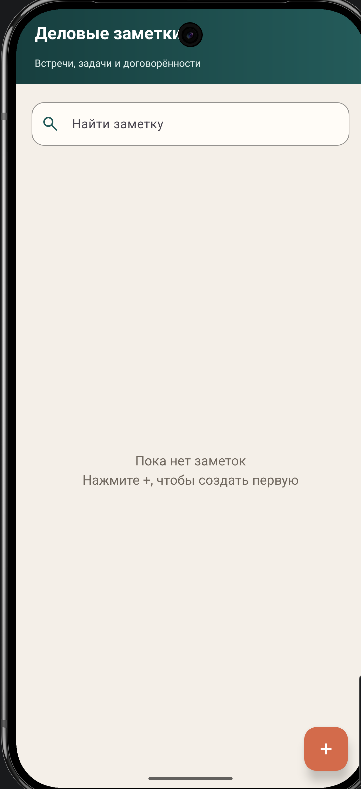 Деловые заметки
Встречи, задачи и договорённости
Найти заметку
Пока нет заметок
Нажмите +, чтобы создать первую
+